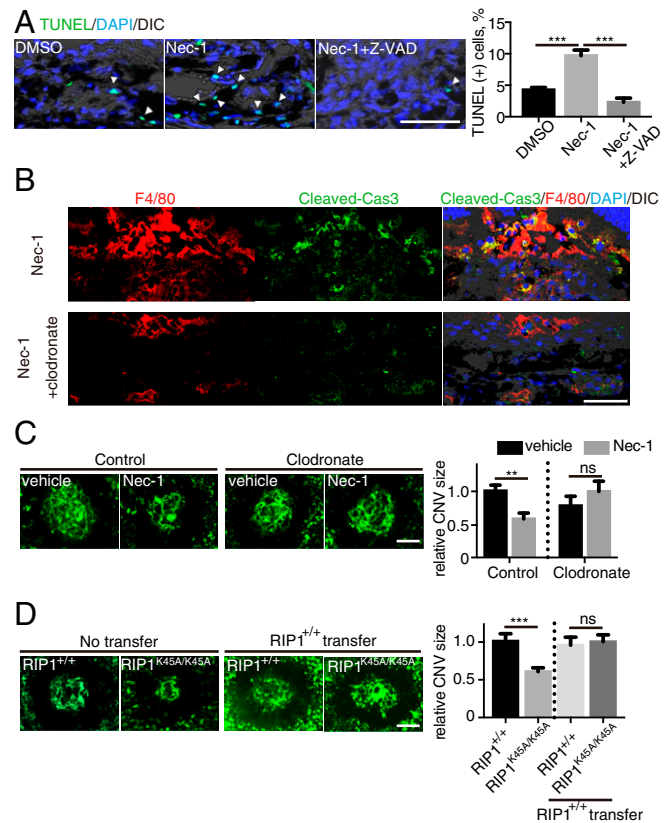 A
TUNEL/DAPI/DIC
DMSO
Nec-1
Nec-1+Z-VAD
TUNEL (+) cells, %
20
15
10
5
0
***
***
DMSO
Nec-1
Nec-1
+Z-VAD
B
F4/80
Cleaved-Cas3
Cleaved-Cas3/F4/80/DAPI/DIC
Nec-1
Nec-1
+clodronate
C
Control
Clodronate
vehicle
Nec-1
vehicle
Nec-1
vehicle
Nec-1
relative CNV size
1.0
0.5
0
**
ns
Control
Clodronate
D
No transfer
RIP1+/+ transfer
RIP1+/+
RIP1K45A/K45A
RIP1+/+
RIP1K45A/K45A
relative CNV size
1.0
0.5
0
***
ns
RIP1+/+
RIP1K45A/K45A
RIP1+/+
RIP1K45A/K45A
RIP1+/+ transfer